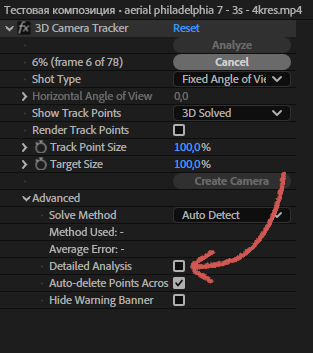 Тестовая композиция • aerial philadelphia 7 - 3s - 4kres.mp4
fx 3D Camera Tracker Reset
Analyze
6% (frame 6 of 78) Cancel
Shot Type Fixed Angle of Vie
Horizontal Angle of View 0,0
Show Track Points 3D Solved
Render Track Points
Track Point Size 100,0%
Target Size 100,0%
Create Camera
Advanced
Solve Method Auto Detect
Method Used: -
Average Error: -
Detailed Analysis
Auto-delete Points Acros
Hide Warning Banner